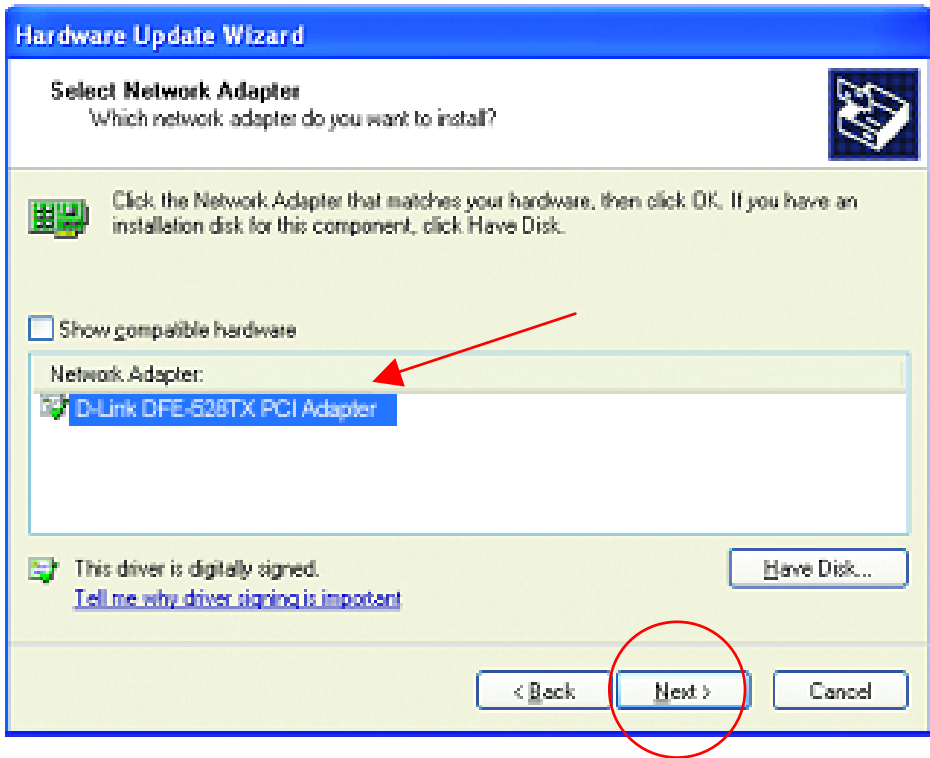 Hardware Update Wizard
Select Network Adapter
Which network adapter do you want to install?
Click the Network Adapter that matches your hardware, then click OK. If you have an
installation disk for this component, click Have Disk.
Show compatible hardware
Network Adapter:
D-Link DFE-528TX PCI Adapter
This driver is digitally signed.
Have Disk...
Tell me why driver signing is important
< Back
Next >
Cancel